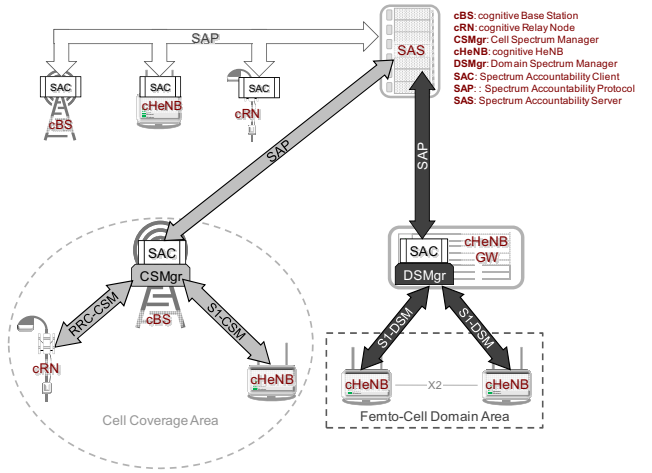 cBS: cognitive Base Station
cRN: cognitive Relay Node
CSMgr: Cell Spectrum Manager
cHeNB: cognitive HeNB
DSMgr: Domain Spectrum Manager
SAC: Spectrum Accountability Client
SAP: : Spectrum Accountability Protocol
SAS: Spectrum Accountability Server
SAP
SAS
SAC
SAC
SAC
cBS
cHeNB
cRN
SAP
SAP
SAC
CSMgr
cBS
SAC
DSMgr
cHeNB
GW
RRC-CSM
S1-CSM
S1-DSM
S1-DSM
cRN
cHeNB
cHeNB
X2
cHeNB
Cell Coverage Area
Femto-Cell Domain Area